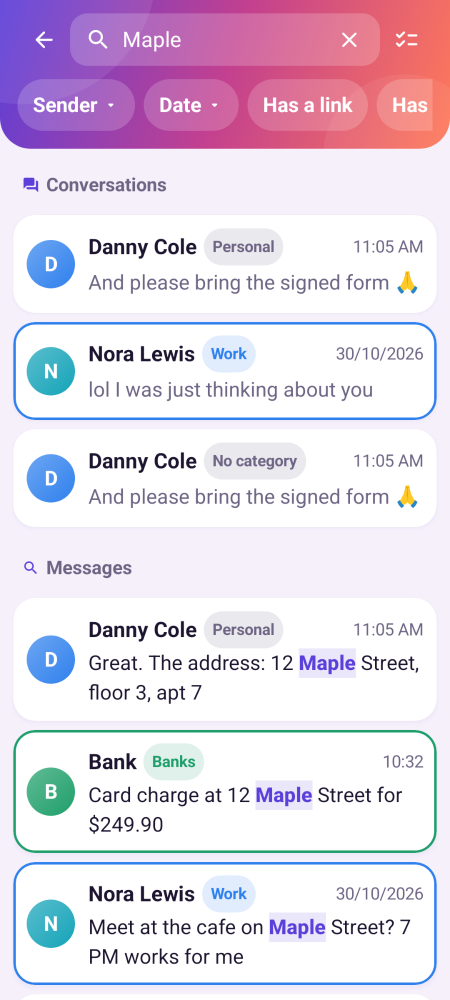 Maple
Sender
Date
Has a link
Has
Conversations
D
Danny Cole
Personal
11:05 AM
And please bring the signed form 🙏
N
Nora Lewis
Work
30/10/2026
lol I was just thinking about you
D
Danny Cole
No category
11:05 AM
And please bring the signed form 🙏
Messages
D
Danny Cole
Personal
11:05 AM
Great. The address: 12 Maple Street,
floor 3, apt 7
B
Bank
Banks
10:32
Card charge at 12 Maple Street for
$249.90
N
Nora Lewis
Work
30/10/2026
Meet at the cafe on Maple Street? 7
PM works for me